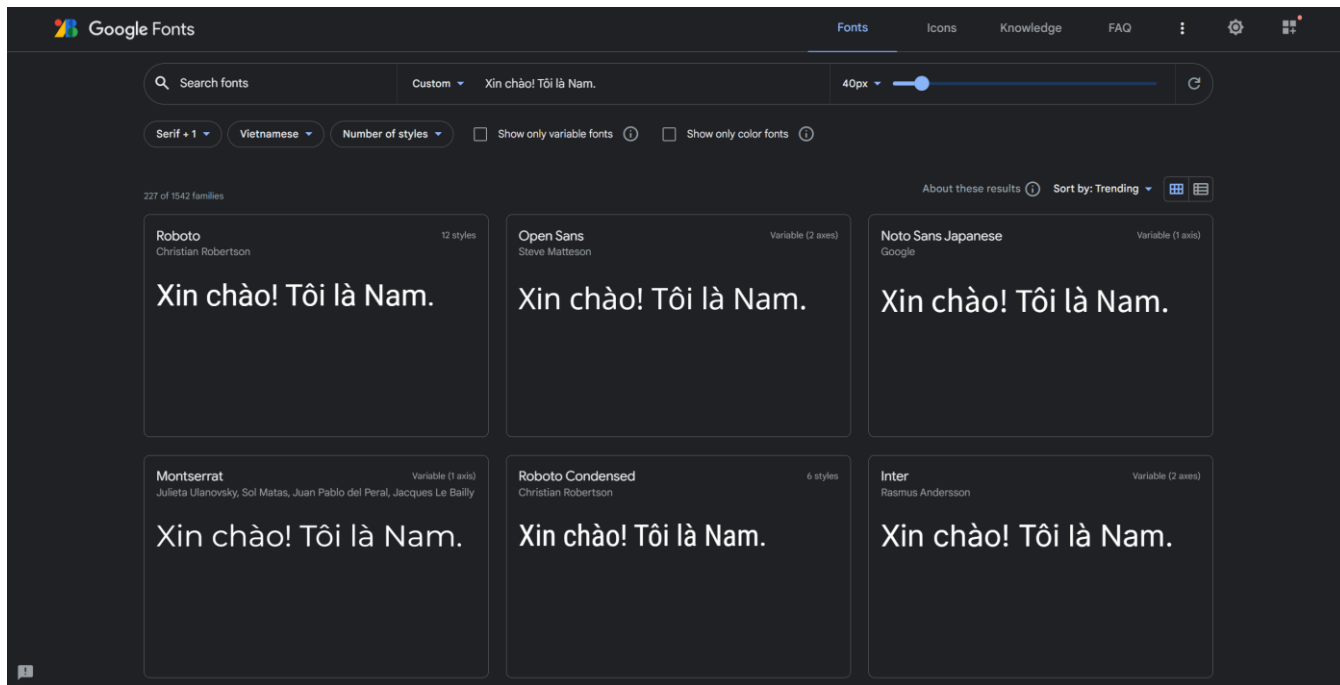 Google Fonts
Fonts Icons Knowledge FAQ
Search fonts Custom Xin chào! Tôi là Nam. 40px
Serif + 1 Vietnamese Number of styles Show only variable fonts Show only color fonts
227 of 1542 families About these results Sort by: Trending
Roboto 12 styles
Christian Robertson
Xin chào! Tôi là Nam.
Open Sans Variable (2 axes)
Steve Matteson
Xin chào! Tôi là Nam.
Noto Sans Japanese Variable (1 axis)
Google
Xin chào! Tôi là Nam.
Montserrat Variable (1 axis)
Julieta Ulanovsky, Sol Matas, Juan Pablo del Peral, Jacques Le Bailly
Xin chào! Tôi là Nam.
Roboto Condensed 6 styles
Christian Robertson
Xin chào! Tôi là Nam.
Inter Variable (2 axes)
Rasmus Andersson
Xin chào! Tôi là Nam.